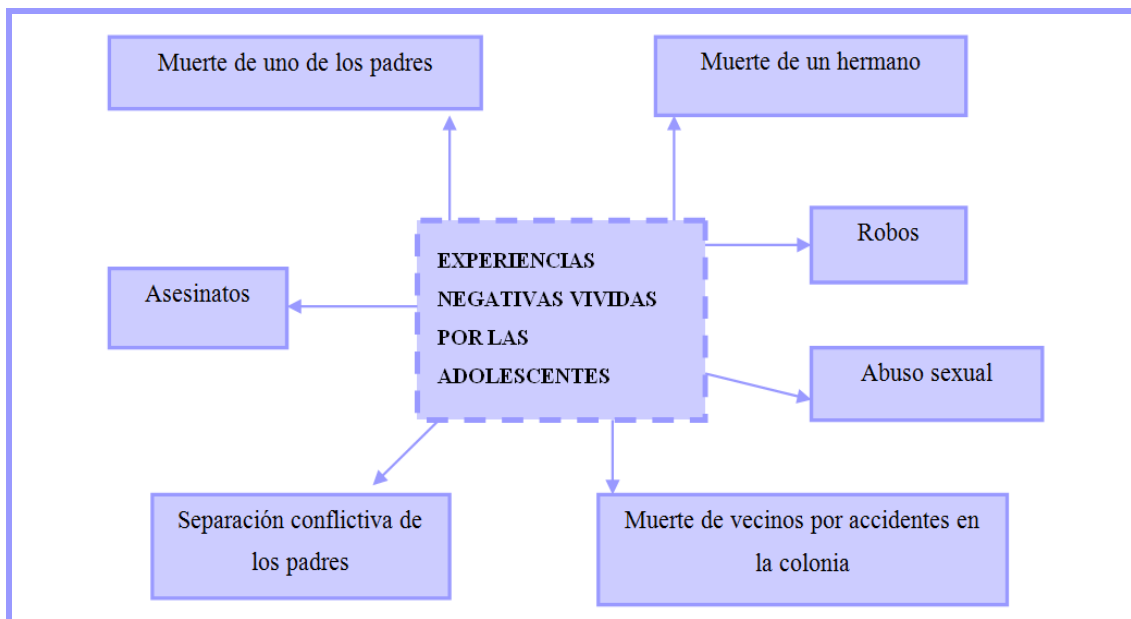 Muerte de uno de los padres
Muerte de un hermano
Robos
EXPERIENCIAS
NEGATIVAS VIVIDAS
POR LAS
ADOLESCENTES
Asesinatos
Abuso sexual
Separación conflictiva de
los padres
Muerte de vecinos por accidentes en
la colonia